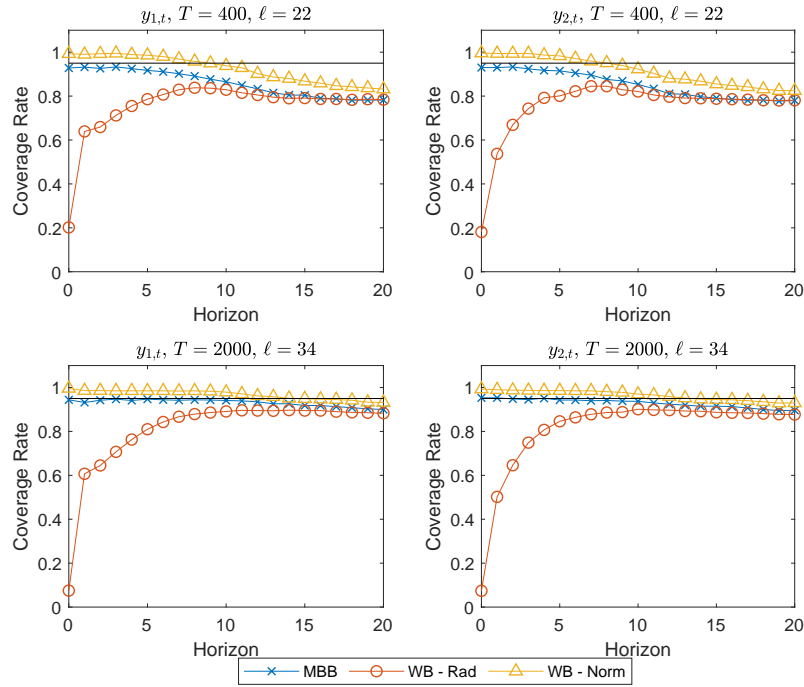 y1,t, T = 400, ℓ = 22
Coverage Rate
1
0.8
0.6
0.4
0.2
0
0 5 10 15 20
Horizon
y2,t, T = 400, ℓ = 22
Coverage Rate
1
0.8
0.6
0.4
0.2
0
0 5 10 15 20
Horizon
y1,t, T = 2000, ℓ = 34
Coverage Rate
1
0.8
0.6
0.4
0.2
0
0 5 10 15 20
Horizon
y2,t, T = 2000, ℓ = 34
Coverage Rate
1
0.8
0.6
0.4
0.2
0
0 5 10 15 20
Horizon
MBB WB - Rad WB - Norm